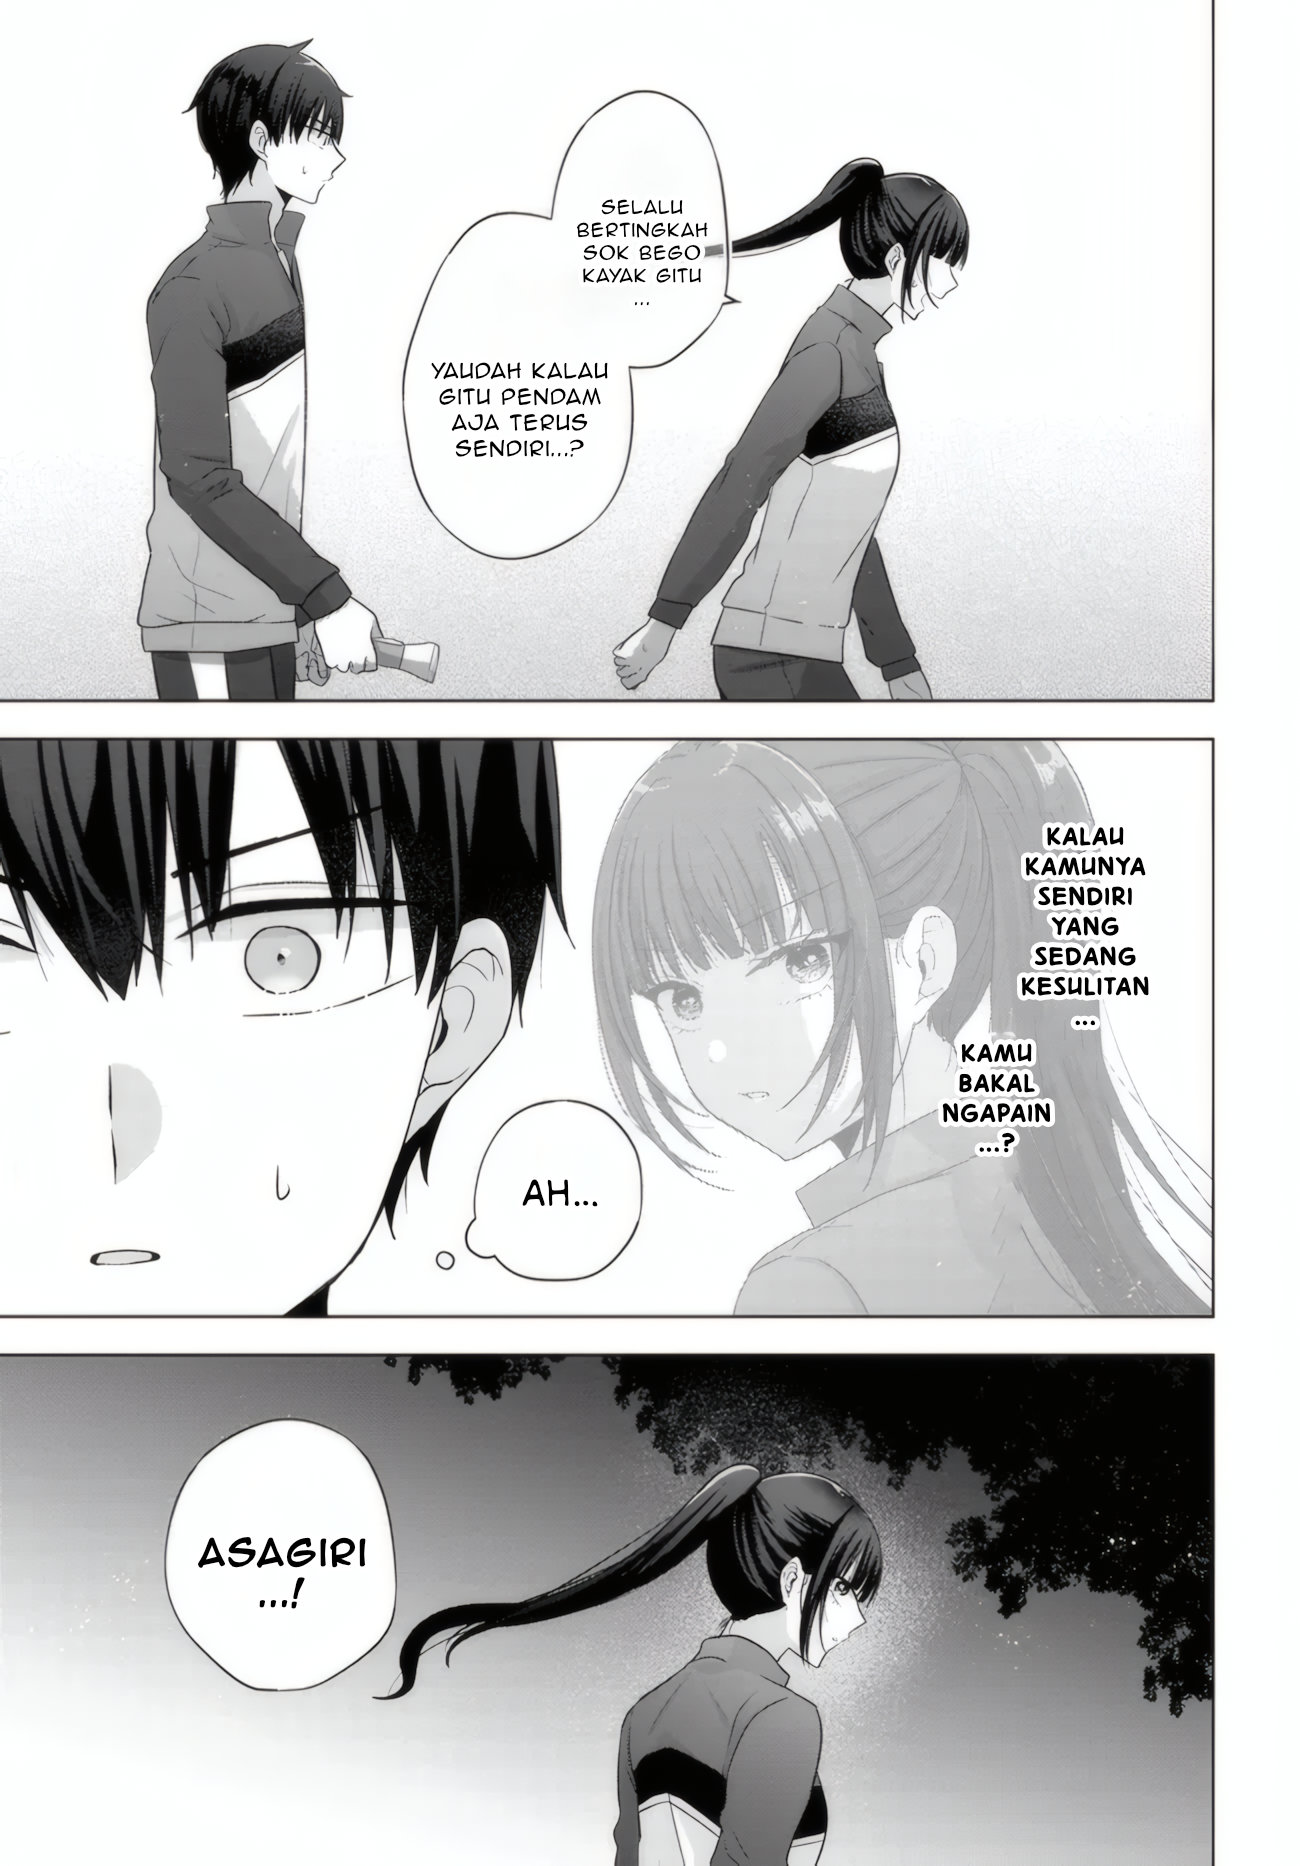 SELALU
BERTINGKAH
SOK BEGO
KAYAK GITU
...
YAUDAH KALAU
GITU PENDAM
AJA TERUS
SENDIRI...?
KALAU
KAMUNYA
SENDIRI
YANG
SEDANG
KESULITAN
...
KAMU
BAKAL
NGAPAIN
...?
AH...
ASAGIRI
...!